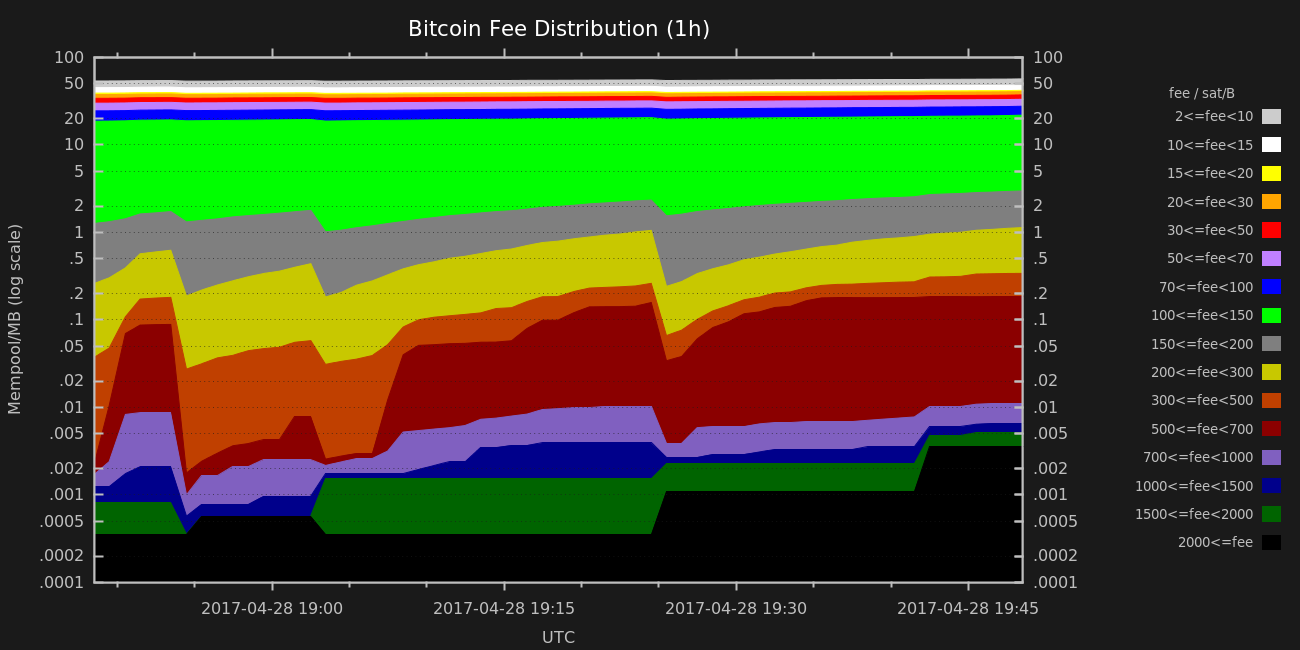 Bitcoin Fee Distribution (1h)
Mempool/MB (log scale)
100 100
50 50
20 20
10 10
5 5
2 2
1 1
.5 .5
.2 .2
.1 .1
.05 .05
.02 .02
.01 .01
.005 .005
.002 .002
.001 .001
.0005 .0005
.0002 .0002
.0001 .0001
2017-04-28 19:00 2017-04-28 19:15 2017-04-28 19:30 2017-04-28 19:45
UTC
fee / sat/B
2<=fee<10
10<=fee<15
15<=fee<20
20<=fee<30
30<=fee<50
50<=fee<70
70<=fee<100
100<=fee<150
150<=fee<200
200<=fee<300
300<=fee<500
500<=fee<700
700<=fee<1000
1000<=fee<1500
1500<=fee<2000
2000<=fee